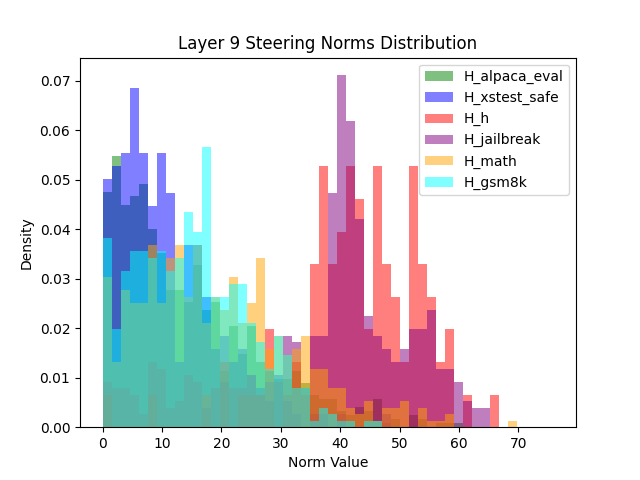 Layer 9 Steering Norms Distribution
H_alpaca_eval
H_xstest_safe
H_h
H_jailbreak
H_math
H_gsm8k
0.07
0.06
0.05
0.04
0.03
0.02
0.01
0.00
Density
0 10 20 30 40 50 60 70
Norm Value